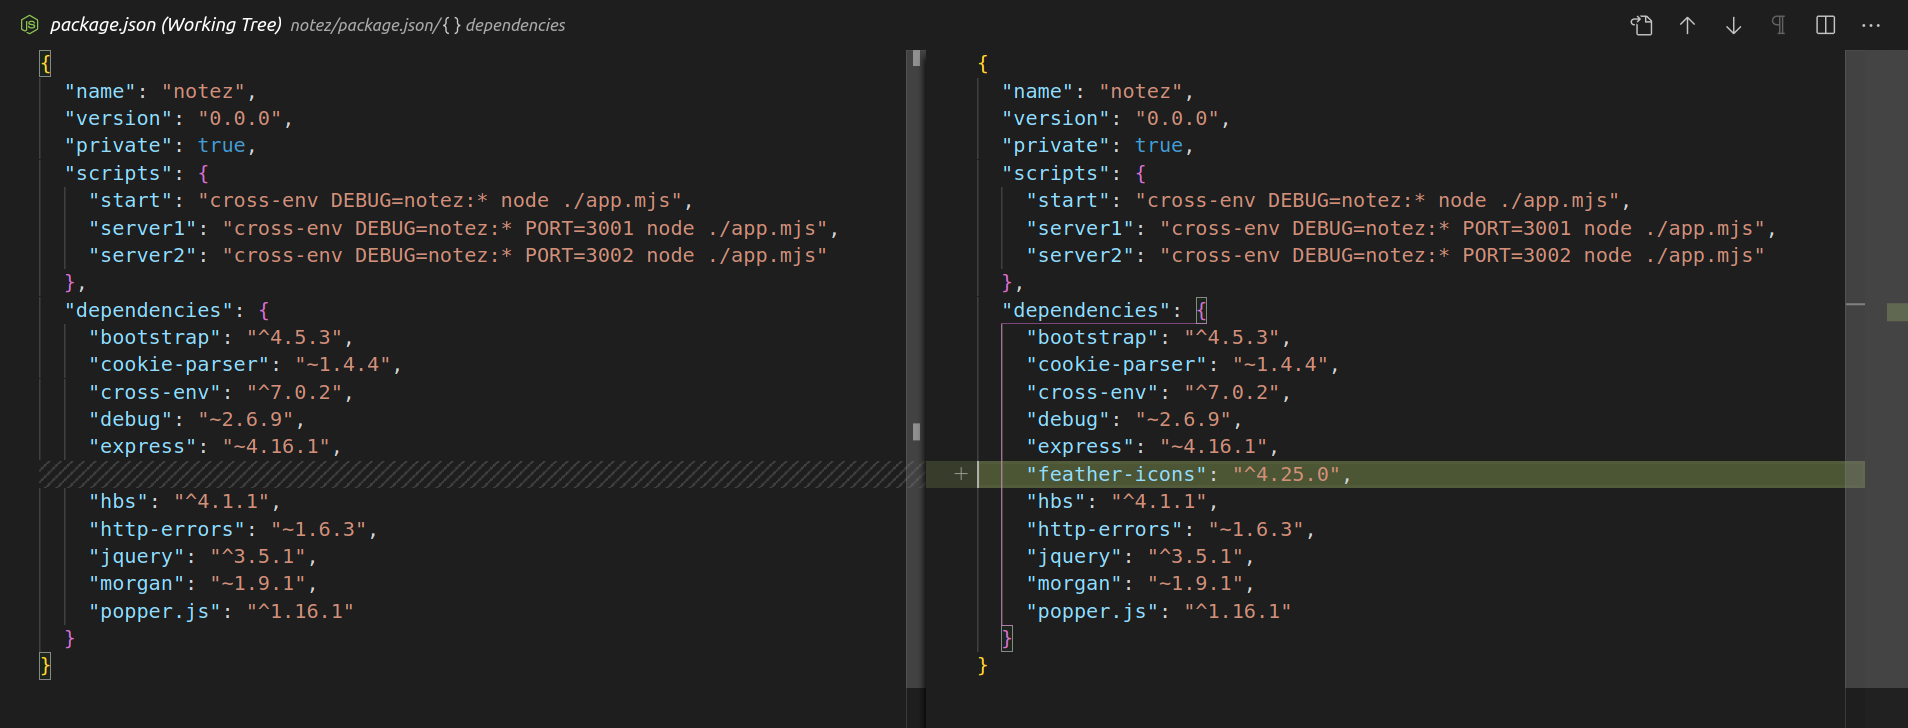 package.json (Working Tree) notez/package.json/{ } dependencies
{
  "name": "notez",
  "version": "0.0.0",
  "private": true,
  "scripts": {
    "start": "cross-env DEBUG=notez:* node ./app.mjs",
    "server1": "cross-env DEBUG=notez:* PORT=3001 node ./app.mjs",
    "server2": "cross-env DEBUG=notez:* PORT=3002 node ./app.mjs"
  },
  "dependencies": {
    "bootstrap": "^4.5.3",
    "cookie-parser": "~1.4.4",
    "cross-env": "^7.0.2",
    "debug": "~2.6.9",
    "express": "~4.16.1",
    "hbs": "^4.1.1",
    "http-errors": "~1.6.3",
    "jquery": "^3.5.1",
    "morgan": "~1.9.1",
    "popper.js": "^1.16.1"
  }
}
{
  "name": "notez",
  "version": "0.0.0",
  "private": true,
  "scripts": {
    "start": "cross-env DEBUG=notez:* node ./app.mjs",
    "server1": "cross-env DEBUG=notez:* PORT=3001 node ./app.mjs",
    "server2": "cross-env DEBUG=notez:* PORT=3002 node ./app.mjs"
  },
  "dependencies": {
    "bootstrap": "^4.5.3",
    "cookie-parser": "~1.4.4",
    "cross-env": "^7.0.2",
    "debug": "~2.6.9",
    "express": "~4.16.1",
+   "feather-icons": "^4.25.0",
    "hbs": "^4.1.1",
    "http-errors": "~1.6.3",
    "jquery": "^3.5.1",
    "morgan": "~1.9.1",
    "popper.js": "^1.16.1"
  }
}